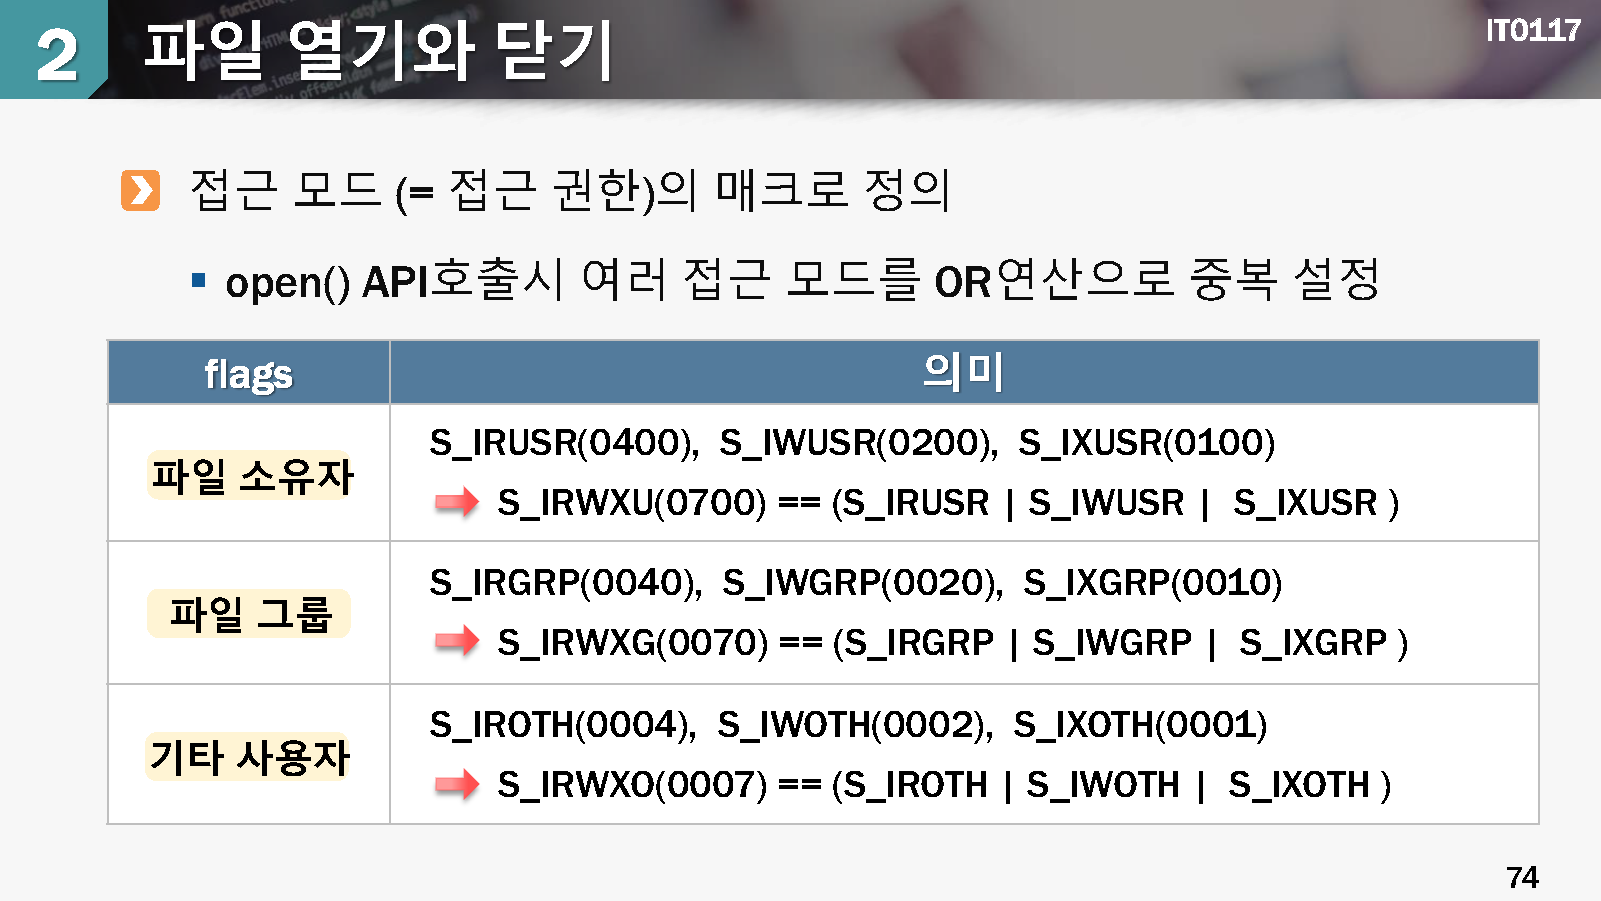 2 파일 열기와 닫기
IT0117
접근 모드 (= 접근 권한)의 매크로 정의
▪ open() API호출시 여러 접근 모드를 OR연산으로 중복 설정
flags 의미
파일 소유자
S_IRUSR(0400), S_IWUSR(0200), S_IXUSR(0100)
S_IRWXU(0700) == (S_IRUSR | S_IWUSR | S_IXUSR )
파일 그룹
S_IRGRP(0040), S_IWGRP(0020), S_IXGRP(0010)
S_IRWXG(0070) == (S_IRGRP | S_IWGRP | S_IXGRP )
기타 사용자
S_IROTH(0004), S_IWOTH(0002), S_IXOTH(0001)
S_IRWXO(0007) == (S_IROTH | S_IWOTH | S_IXOTH )
74